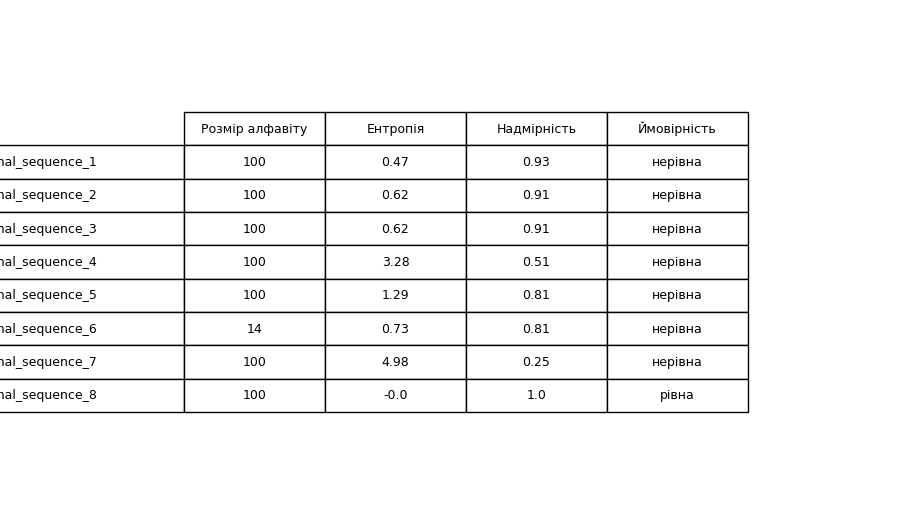 Розмір алфавіту Ентропія Надмірність Ймовірність
nal_sequence_1 100 0.47 0.93 нерівна
nal_sequence_2 100 0.62 0.91 нерівна
nal_sequence_3 100 0.62 0.91 нерівна
nal_sequence_4 100 3.28 0.51 нерівна
nal_sequence_5 100 1.29 0.81 нерівна
nal_sequence_6 14 0.73 0.81 нерівна
nal_sequence_7 100 4.98 0.25 нерівна
nal_sequence_8 100 -0.0 1.0 рівна